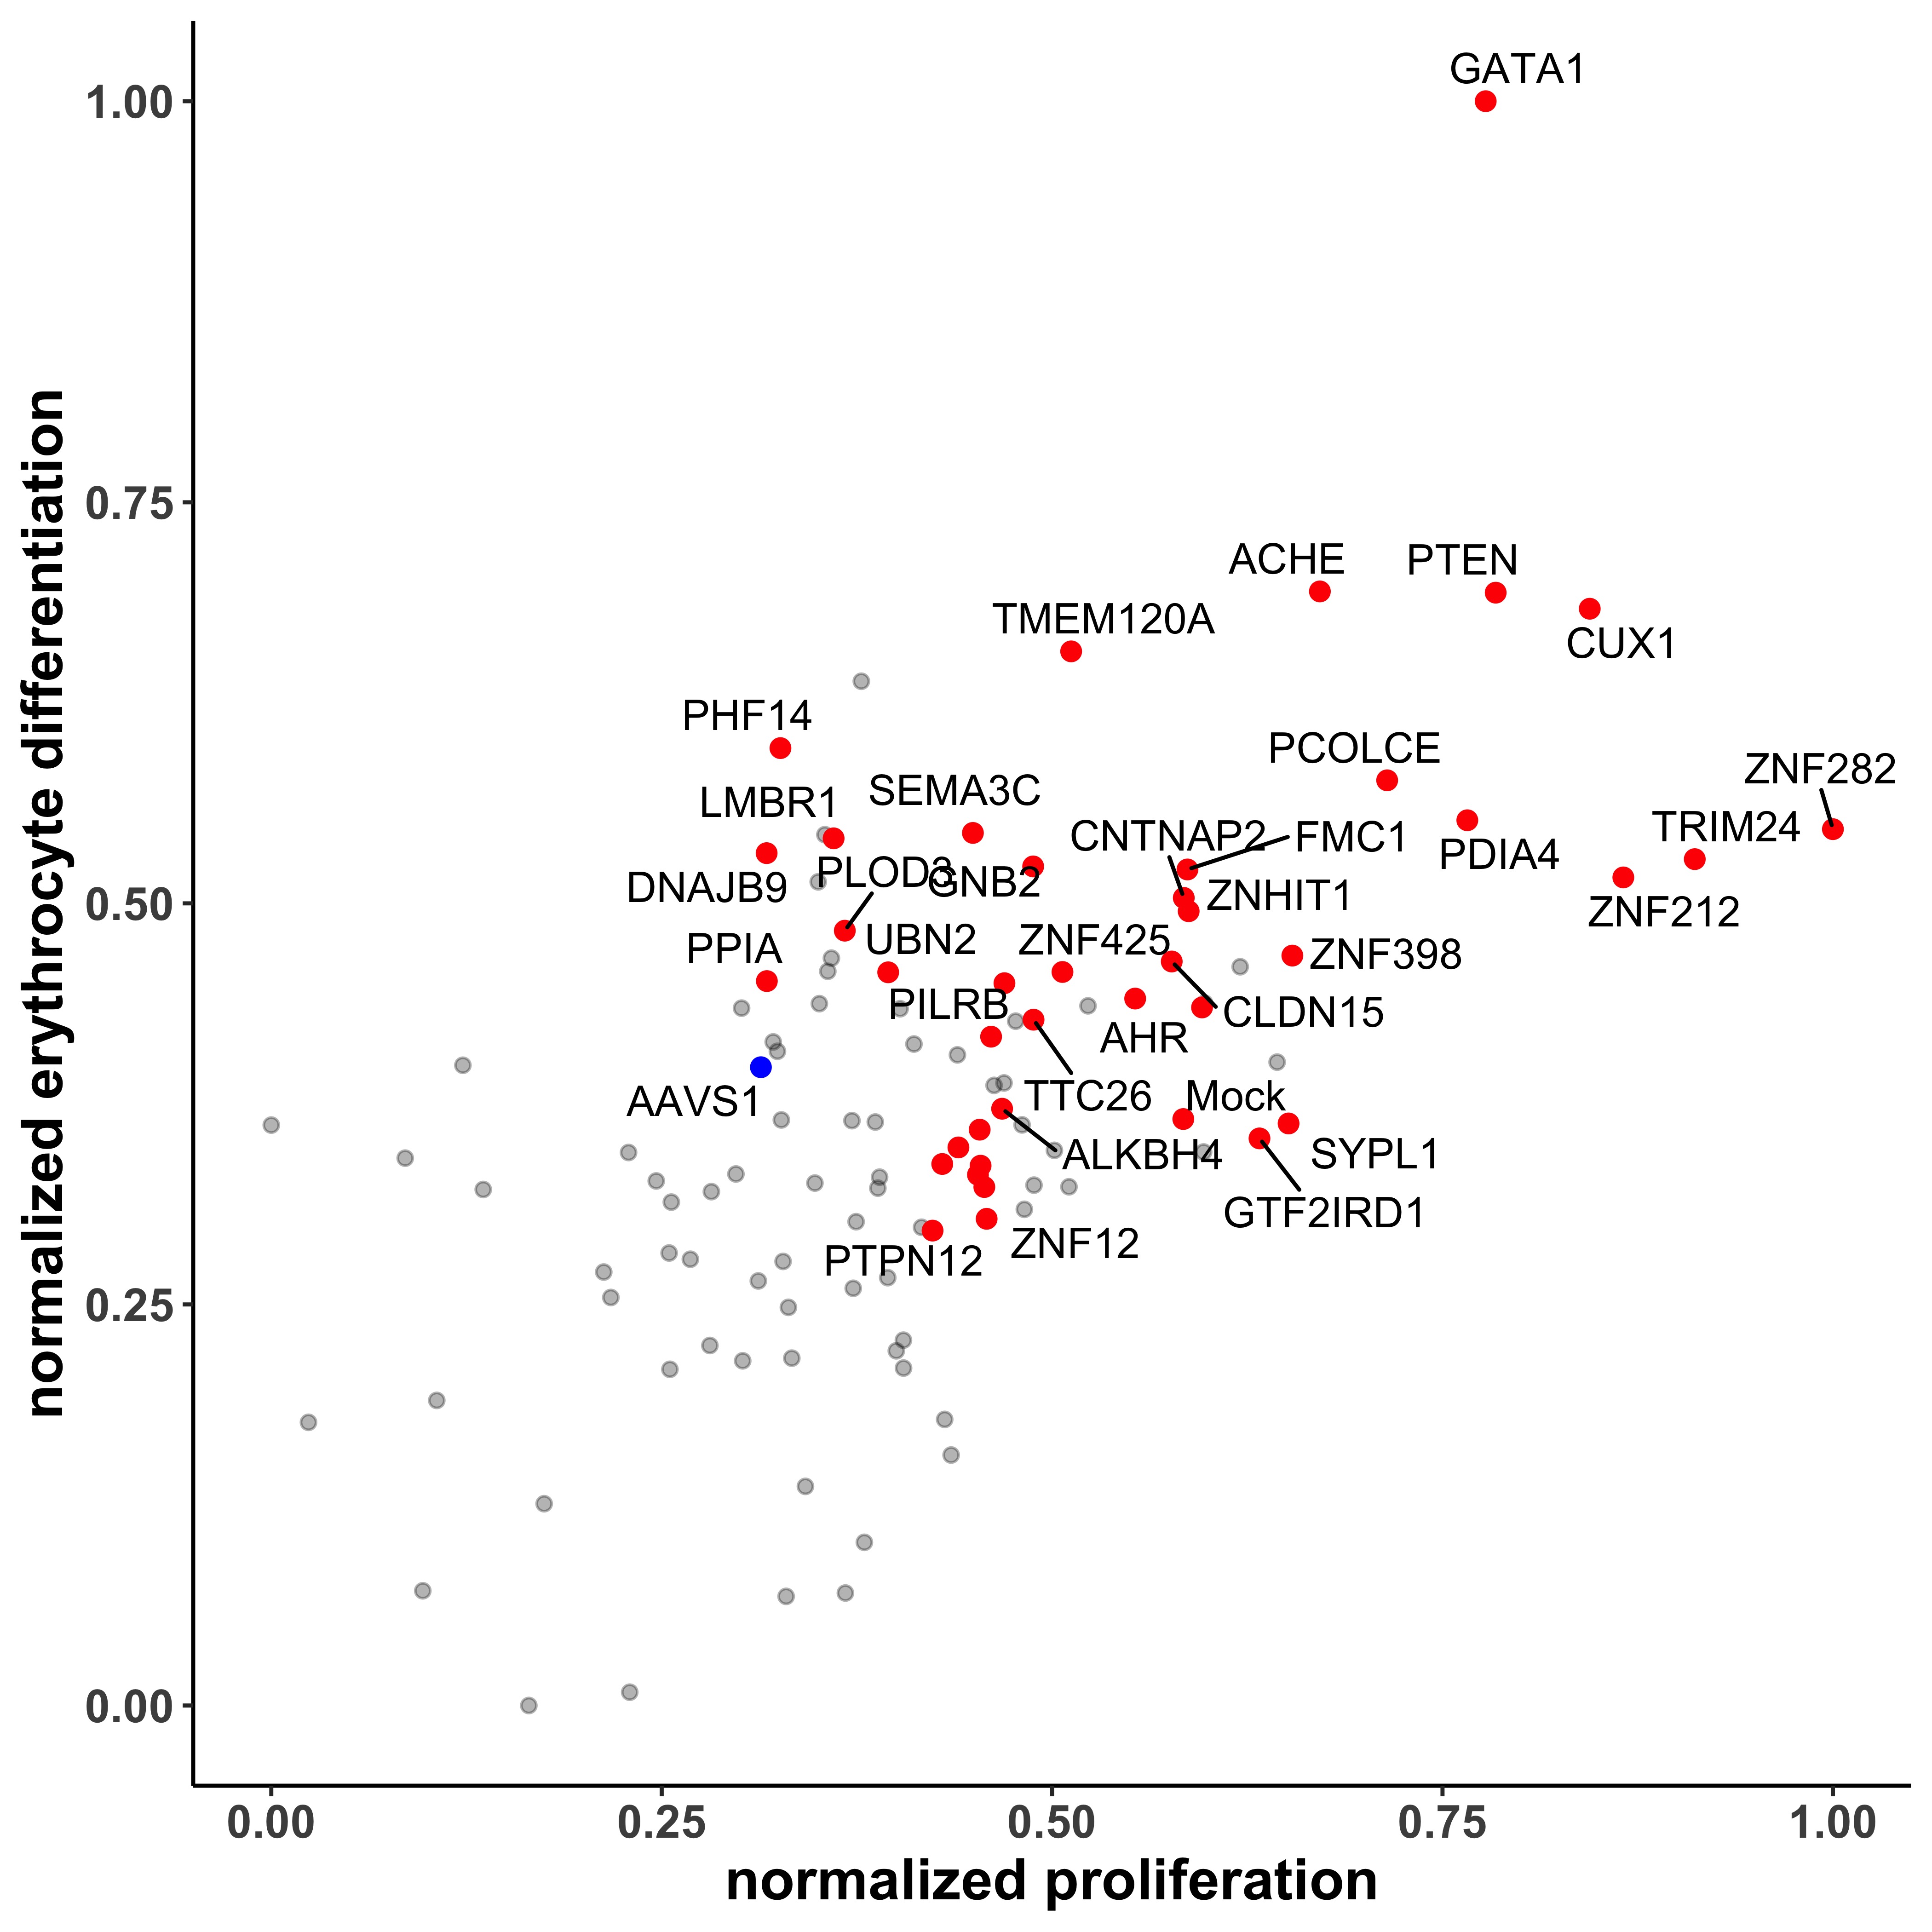 GATA1
1.00
0.75
ACHE
PTEN
TMEM120A
CUX1
PHF14
PCOLCE
ZNF282
SEMA3C
LMBR1
CNTNAP2
FMC1
TRIM24
PDIA4
PLOD3
GNB2
DNAJB9
ZNHIT1
0.50
ZNF212
UBN2
ZNF425
PPIA
ZNF398
PILRB
CLDN15
AHR
AAVS1
TTC26
Mock
ALKBH4
SYPL1
GTF2IRD1
ZNF12
PTPN12
0.25
0.00
0.00
0.25
0.50
0.75
1.00
normalized proliferation
normalized erythrocyte differentiation